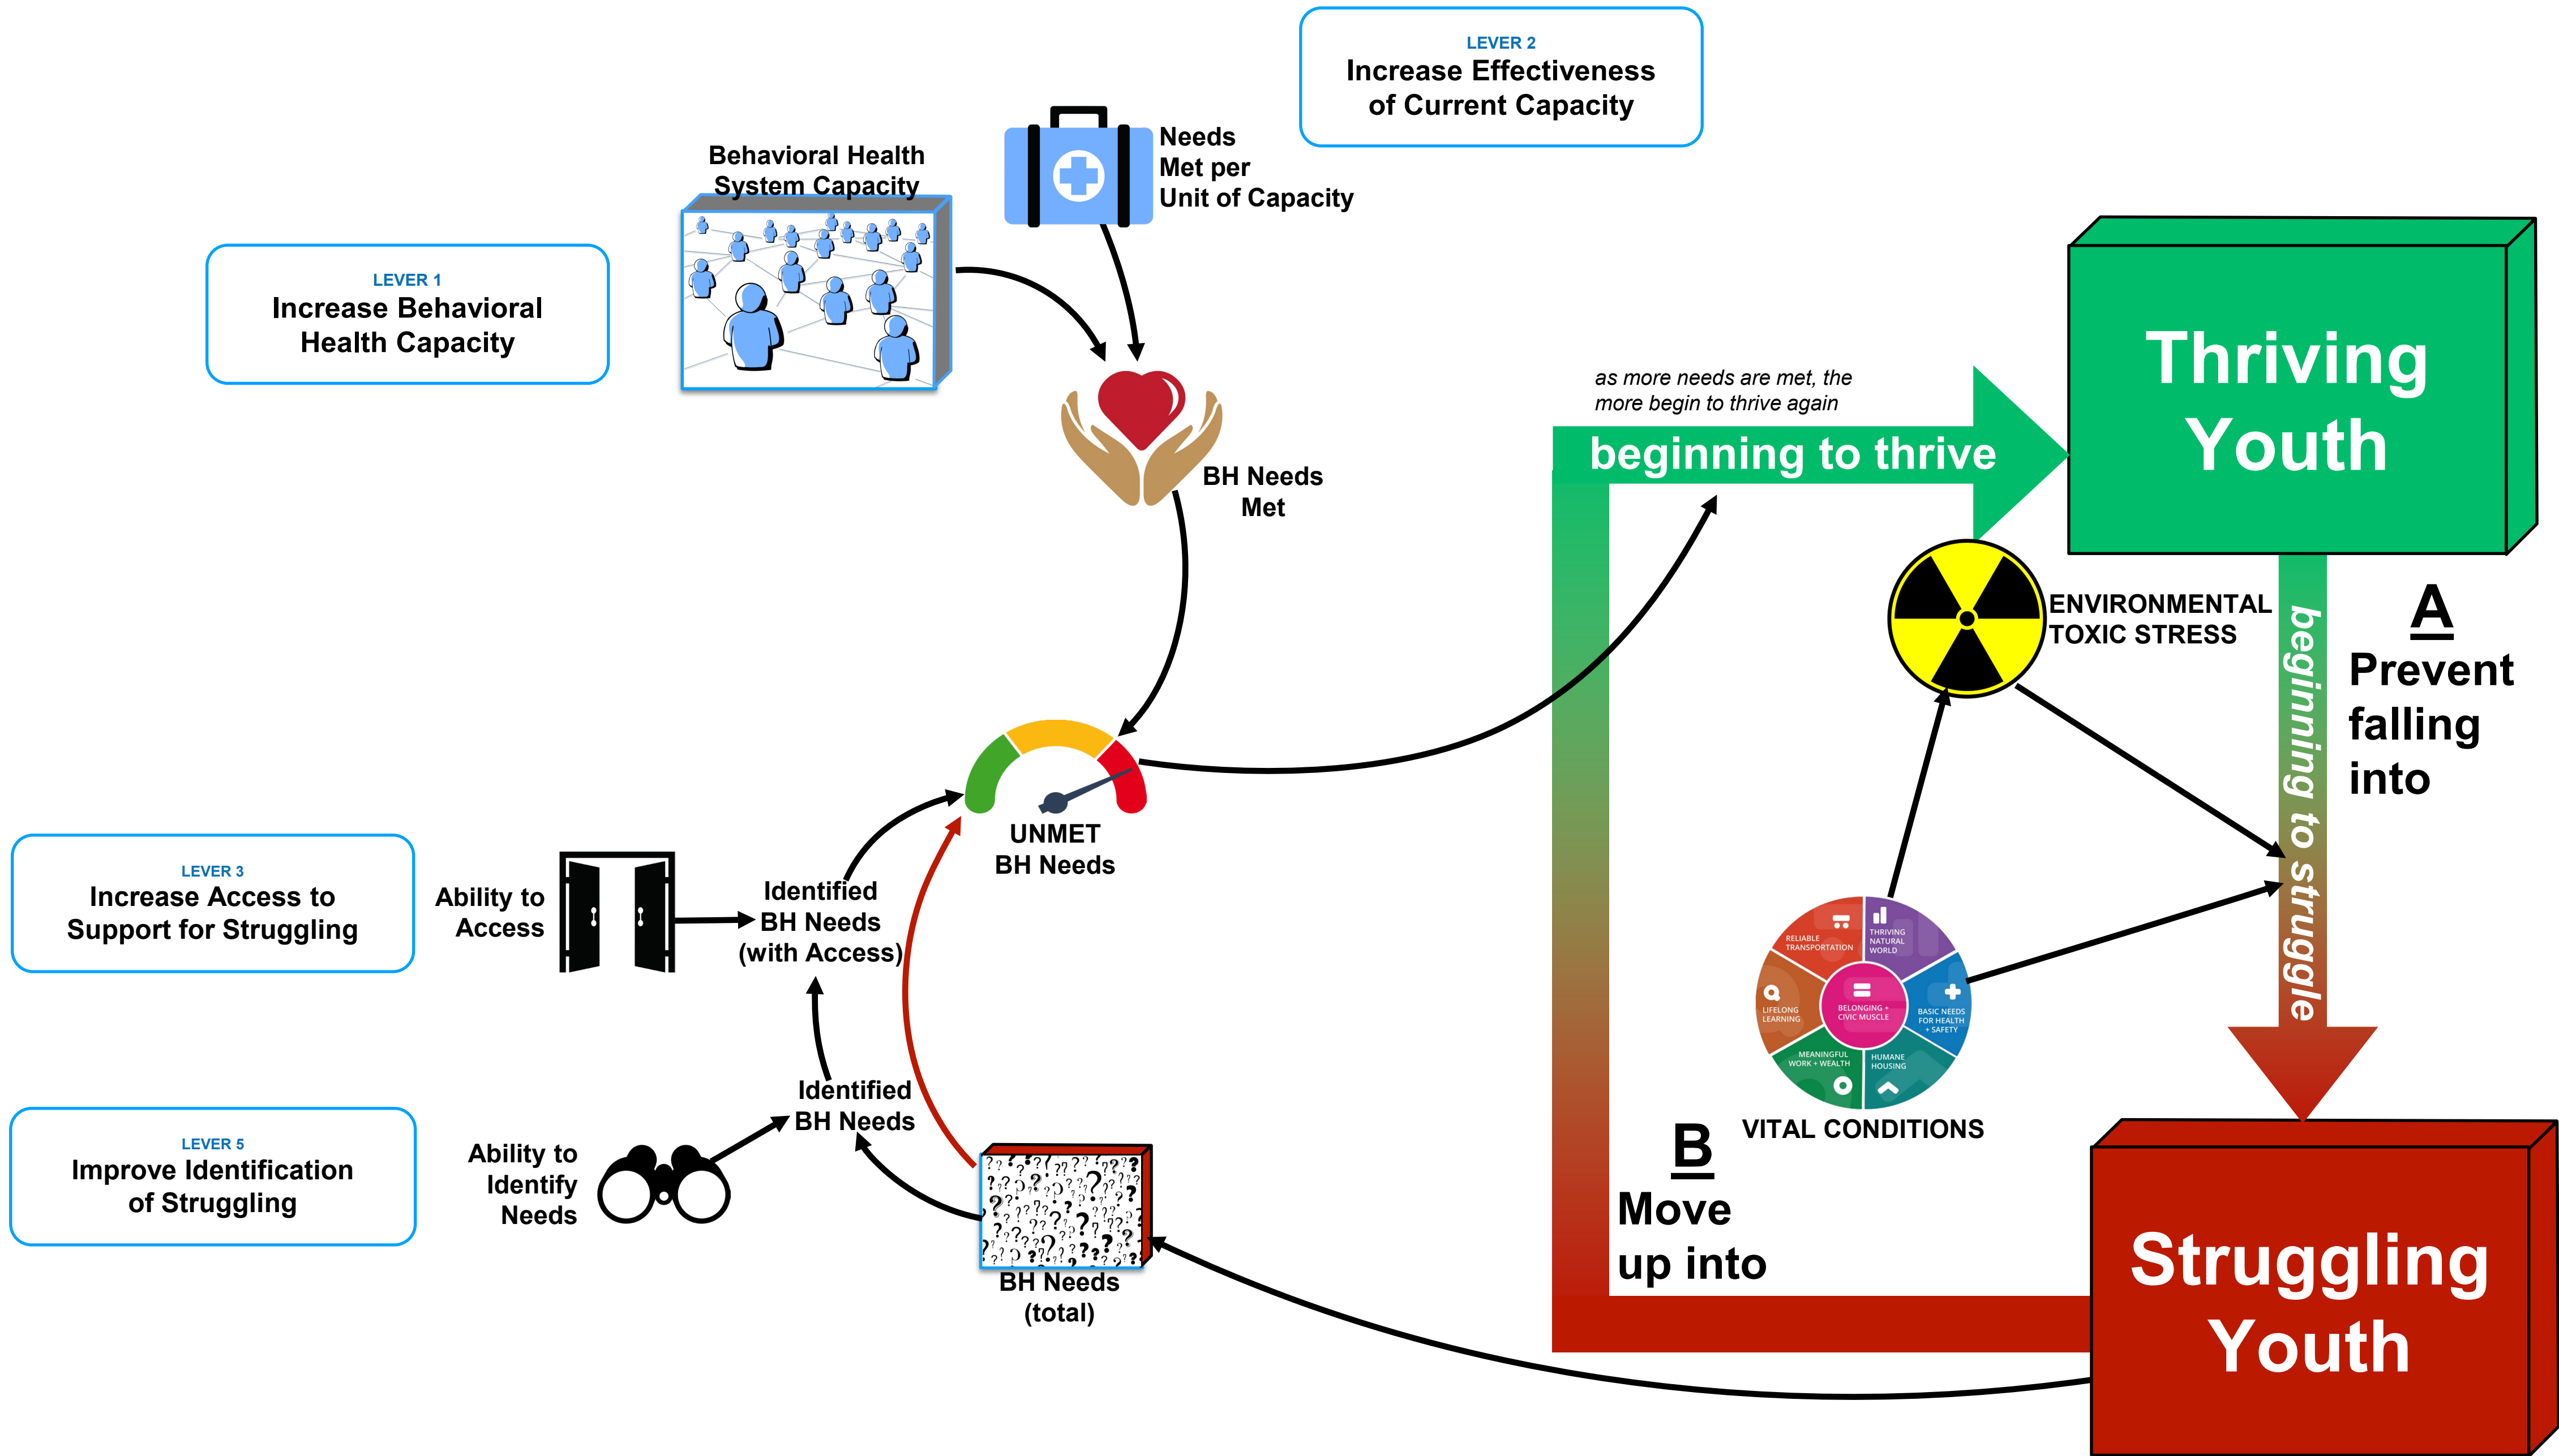 LEVER 2
Increase Effectiveness
of Current Capacity
Behavioral Health
System Capacity
Needs
Met per
Unit of Capacity
LEVER 1
Increase Behavioral
Health Capacity
BH Needs
Met
as more needs are met, the
more begin to thrive again
beginning to thrive
Thriving
Youth
ENVIRONMENTAL
TOXIC STRESS
beginning to struggle
A
Prevent
falling
into
UNMET
BH Needs
LEVER 3
Increase Access to
Support for Struggling
Ability to
Access
Identified
BH Needs
(with Access)
RELIABLE
TRANSPORTATION
THRIVING
NATURAL
WORLD
LIFELONG
LEARNING
BELONGING +
CIVIC MUSCLE
BASIC NEEDS
FOR HEALTH
+ SAFETY
MEANINGFUL
WORK + WEALTH
HUMANE
HOUSING
VITAL CONDITIONS
LEVER 5
Improve Identification
of Struggling
Ability to
Identify
Needs
Identified
BH Needs
BH Needs
(total)
B
Move
up into
Struggling
Youth